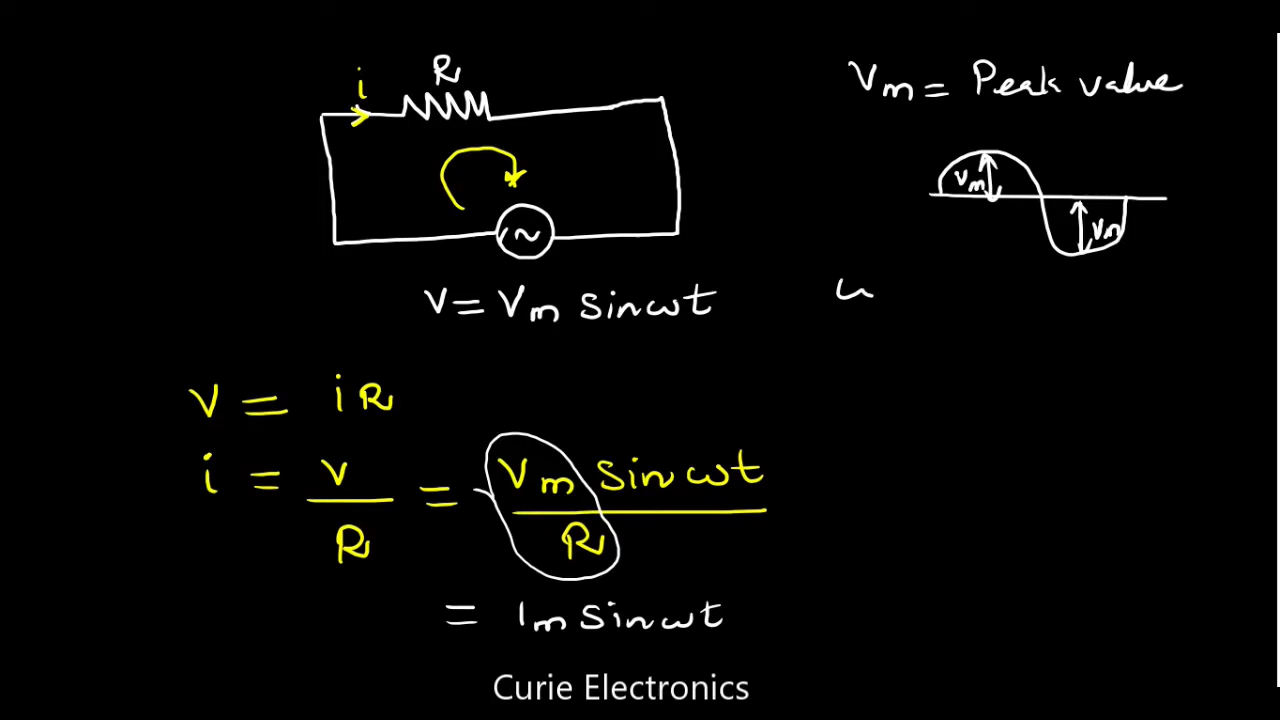 R
i
Vm = Peak value
Vm
Vm
~
v = Vm sinωt
v = iR
i = v/R = Vm sinωt/R
= Im sinωt
Curie Electronics